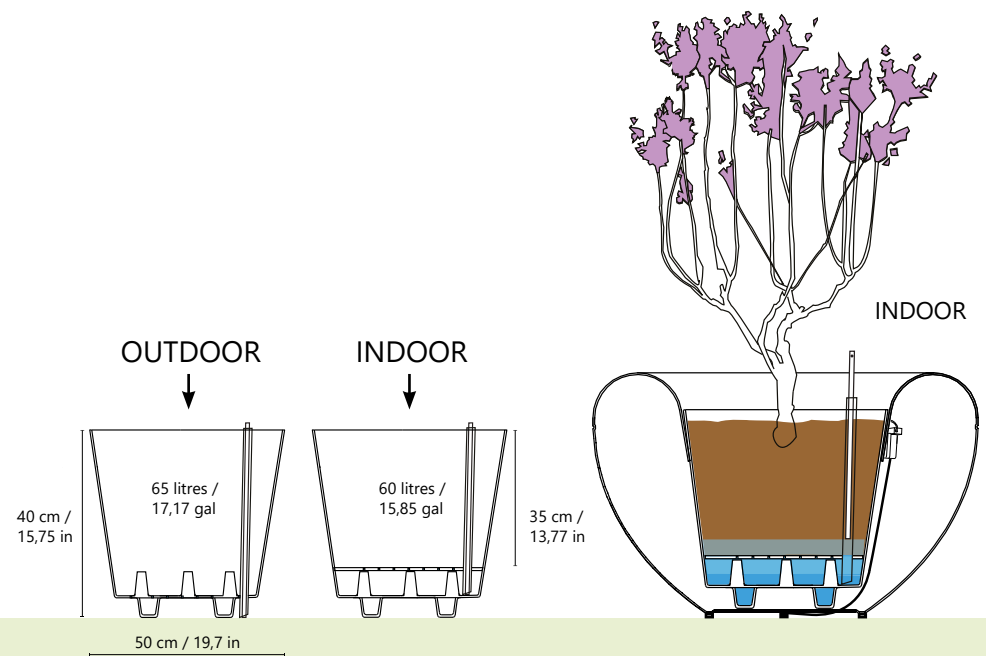 INDOOR
OUTDOOR
INDOOR
65 litres /
17,17 gal
60 litres /
15,85 gal
40 cm /
15,75 in
35 cm /
13,77 in
50 cm / 19,7 in